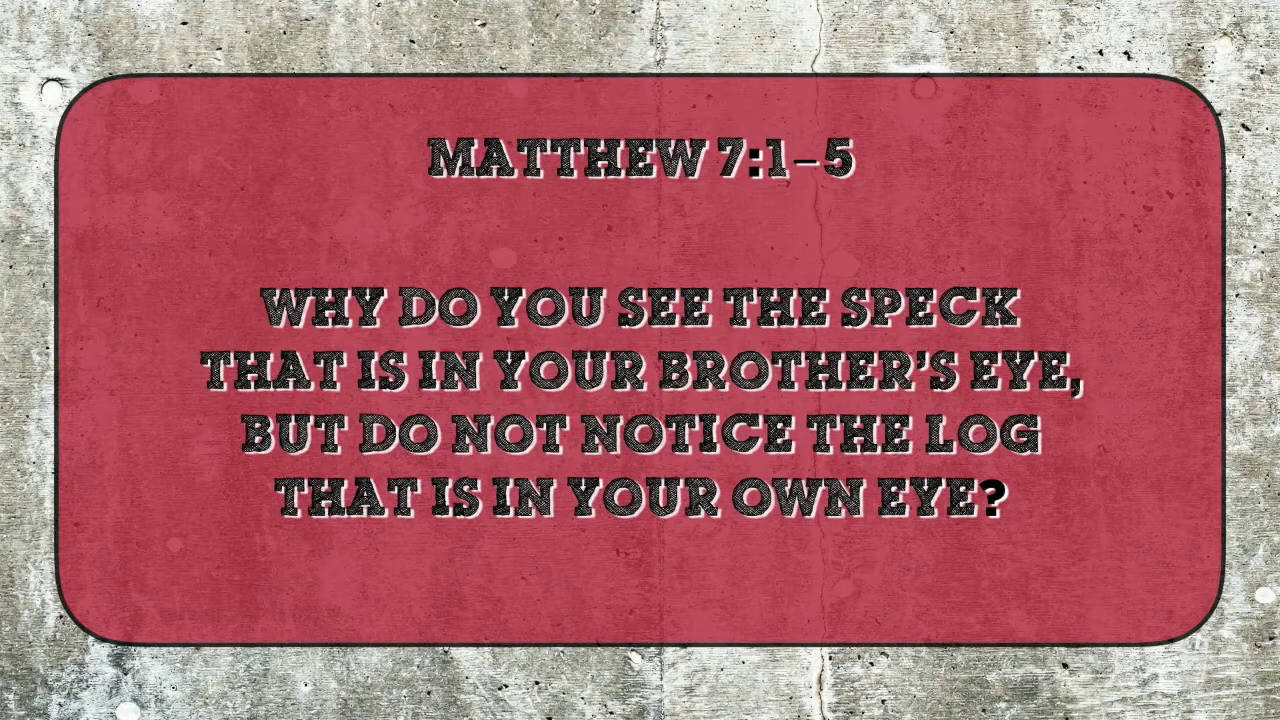 MATTHEW 7:1–5
WHY DO YOU SEE THE SPECK
THAT IS IN YOUR BROTHER'S EYE,
BUT DO NOT NOTICE THE LOG
THAT IS IN YOUR OWN EYE?